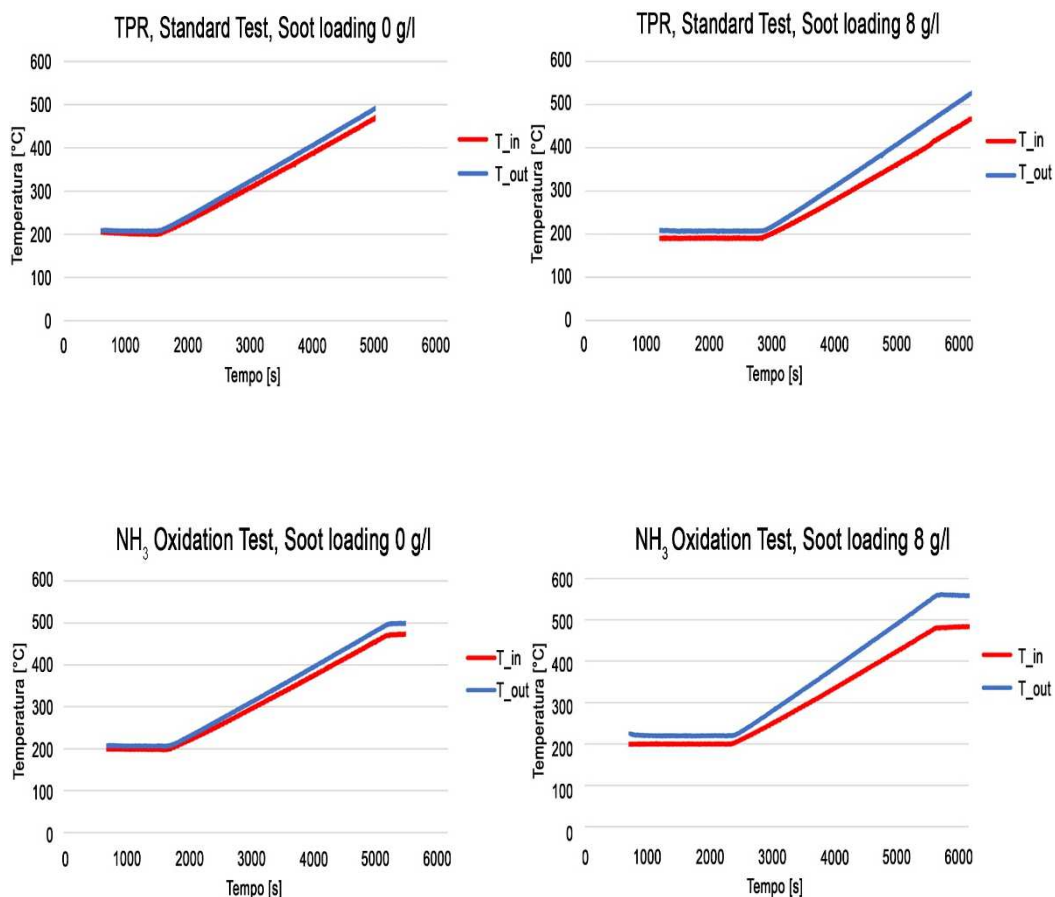 TPR, Standard Test, Soot loading 0 g/l
Temperatura [°C]
600
500
400
300
200
100
0
0 1000 2000 3000 4000 5000 6000
Tempo [s]
T_in
T_out
TPR, Standard Test, Soot loading 8 g/l
Temperatura [°C]
600
500
400
300
200
100
0
0 1000 2000 3000 4000 5000 6000
Tempo [s]
T_in
T_out
NH₃ Oxidation Test, Soot loading 0 g/l
Temperatura [°C]
600
500
400
300
200
100
0
0 1000 2000 3000 4000 5000 6000
Tempo [s]
T_in
T_out
NH₃ Oxidation Test, Soot loading 8 g/l
Temperatura [°C]
600
500
400
300
200
100
0
0 1000 2000 3000 4000 5000 6000
Tempo [s]
T_in
T_out